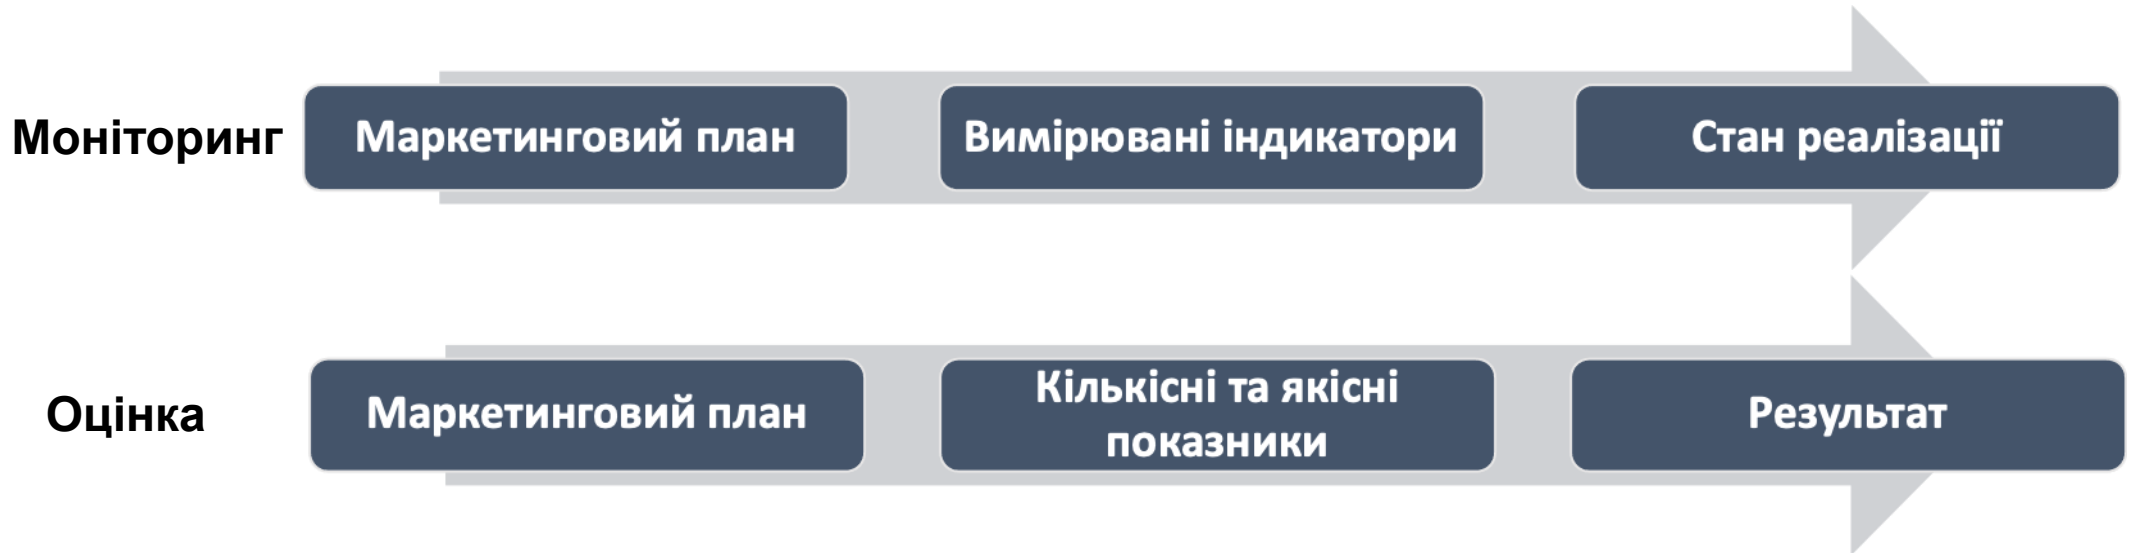 Моніторинг
Маркетинговий план
Вимірювані індикатори
Стан реалізації
Оцінка
Маркетинговий план
Кількісні та якісні
показники
Результат